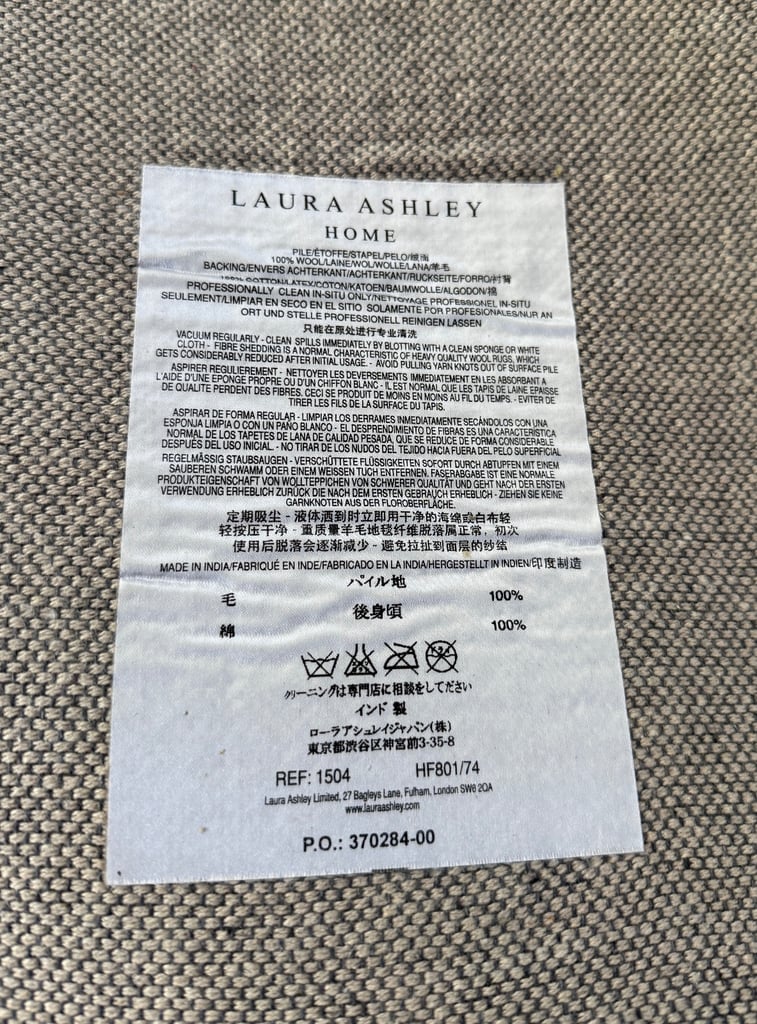 LAURA ASHLEY
HOME
PILE/ÉTOFFE/STAPEL/PELO/絨面
100% WOOL/LAINE/WOL/WOLLE/LANA/羊毛
BACKING/ENVERS ACHTERKANT/ACHTERKANT/RUCKSEITE/FORRO/衬背
100% COTTON/LATEX/COTON/KATOEN/BAUMWOLLE/ALGODON/棉
PROFESSIONALLY CLEAN IN-SITU ONLY/NETTOYAGE PROFESSIONEL IN-SITU
SEULEMENT/LIMPIAR EN SECO EN EL SITIO SOLAMENTE POR PROFESIONALES/NUR AN
ORT UND STELLE PROFESSIONELL REINIGEN LASSEN
只能在原处进行专业清洗
VACUUM REGULARLY - CLEAN SPILLS IMMEDIATELY BY BLOTTING WITH A CLEAN SPONGE OR WHITE
CLOTH - FIBRE SHEDDING IS A NORMAL CHARACTERISTIC OF HEAVY QUALITY WOOL RUGS, WHICH
GETS CONSIDERABLY REDUCED AFTER INITIAL USAGE. - AVOID PULLING YARN KNOTS OUT OF SURFACE PILE
ASPIRER REGULIEREMENT - NETTOYER LES DEVERSEMENTS IMMEDIATEMENT EN LES ABSORBANT A
L'AIDE D'UNE EPONGE PROPRE OU D'UN CHIFFON BLANC - IL EST NORMAL QUE LES TAPIS DE LAINE EPAISSE
DE QUALITE PERDENT DES FIBRES. CECI SE PRODUIT DE MOINS EN MOINS AU FIL DU TEMPS. - EVITER DE
TIRER LES FILS DE LA SURFACE DU TAPIS.
ASPIRAR DE FORMA REGULAR - LIMPIAR LOS DERRAMES INMEDIATAMENTE SECÁNDOLOS CON UNA
ESPONJA LIMPIA O CON UN PAÑO BLANCO - EL DESPRENDIMIENTO DE FIBRAS ES UNA CARACTERISTICA
NORMAL DE LOS TAPETES DE LANA DE CALIDAD PESADA, QUE SE REDUCE DE FORMA CONSIDERABLE
DESPUÉS DEL USO INICIAL. - NO TIRAR DE LOS NUDOS DEL TEJIDO HACIA FUERA DEL PELO SUPERFICIAL
REGELMÄSSIG STAUBSAUGEN - VERSCHÜTTETE FLÜSSIGKEITEN SOFORT DURCH ABTUPFEN MIT EINEM
SAUBEREN SCHWAMM ODER EINEM WEISSEN TUCH ENTFERNEN. FASERABGABE IST EINE NORMALE
PRODUKTEIGENSCHAFT VON WOLLTEPPICHEN VON SCHWERER QUALITÄT UND GEHT NACH DER ERSTEN
VERWENDUNG ERHEBLICH ZURÜCK DIE NACH DEM ERSTEN GEBRAUCH ERHEBLICH - ZIEHEN SIE KEINE
GARNKNOTEN AUS DER FLOROBERFLÄCHE.
定期吸尘 - 液体洒到时立即用干净的海绵或白布轻
轻按压干净 - 重质量羊毛地毯纤维脱落属正常，初次
使用后脱落会逐渐减少 - 避免拉扯到面层的纱结
MADE IN INDIA/FABRIQUÉ EN INDE/FABRICADO EN LA INDIA/HERGESTELLT IN INDIEN/印度制造
パイル地
毛 100%
後身頃
綿 100%
クリーニングは専門店に相談をしてださい
インド 製
ローラアシュレイジャパン(株)
東京都渋谷区神宮前3-35-8
REF: 1504 HF801/74
Laura Ashley Limited, 27 Bagleys Lane, Fulham, London SW6 2QA
www.lauraashley.com
P.O.: 370284-00